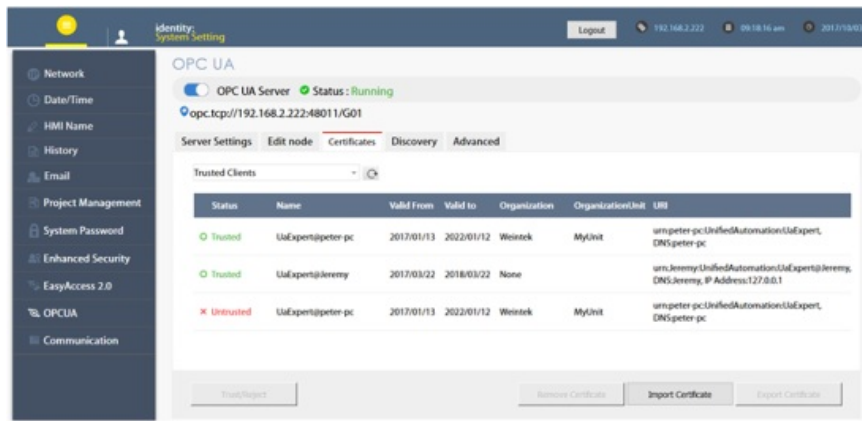 identity:
System Setting
Logout
192.168.2.222
09:18:16 am
2017/10/03
Network
Date/Time
HMI Name
History
Email
Project Management
System Password
Enhanced Security
EasyAccess 2.0
OPCUA
Communication
OPC UA
OPC UA Server Status : Running
opc.tcp://192.168.2.222:48011/G01
Server Settings Edit node Certificates Discovery Advanced
Trusted Clients
Status Name Valid From Valid to Organization OrganizationUnit URI
Trusted UaExpert@peter-pc 2017/01/13 2022/01/12 Weintek MyUnit urn:peter-pc:UnifiedAutomation:UaExpert,
DNS:peter-pc
Trusted UaExpert@Jeremy 2017/03/22 2018/03/22 None urn:Jeremy:UnifiedAutomation:UaExpert@Jeremy,
DNS:Jeremy, IP Address:127.0.0.1
Untrusted UaExpert@peter-pc 2017/01/13 2022/01/12 Weintek MyUnit urn:peter-pc:UnifiedAutomation:UaExpert,
DNS:peter-pc
Trust/Reject Remove Certificate Import Certificate Export Certificate